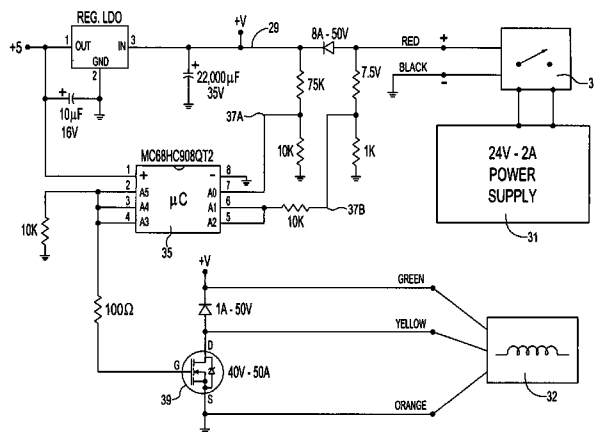 REG. LDO
+V
29
8A - 50V
+5
1 OUT IN 3
GND
2
RED +
BLACK -
3
+
22,000µF
35V
+
10µF
16V
75K
7.5V
37A
10K
1K
MC68HC908QT2
1 + - 8
2 A5 A0 7
3 A4 A1 6
4 A3 A2 5
µC
35
10K
37B
10K
24V - 2A
POWER
SUPPLY
31
+V
GREEN
100Ω
1A - 50V
YELLOW
D
G
40V - 50A
39
S
ORANGE
32